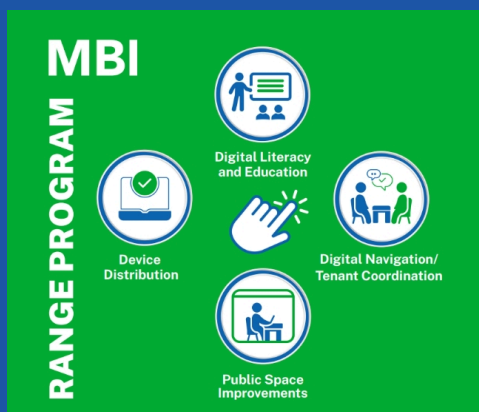 MBI
RANGE PROGRAM
Digital Literacy
and Education
Device
Distribution
Digital Navigation/
Tenant Coordination
Public Space
Improvements